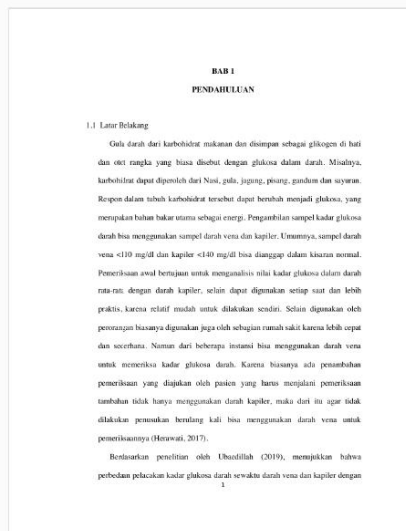 BAB 1
PENDAHULUAN
1.1 Latar Belakang
Gula darah dari karbohidrat makanan dan disimpan sebagai glikogen di hati
dan otot rangka yang biasa disebut dengan glukosa dalam darah. Misalnya,
karbohidrat dapat diperoleh dari Nasi, gula, jagung, pisang, gandum dan sayuran.
Respon dalam tubuh karbohidrat tersebut dapat berubah menjadi glukosa, yang
merupakan bahan bakar utama sebagai energi. Pengambilan sampel kadar glukosa
darah bisa menggunakan sampel darah vena dan kapiler. Umumnya, sampel darah
vena <110 mg/dl dan kapiler <140 mg/dl bisa dianggap dalam kisaran normal.
Pemeriksaan awal bertujuan untuk menganalisis nilai kadar glukosa dalam darah
rata-rata dengan darah kapiler, selain dapat digunakan setiap saat dan lebih
praktis, karena relatif mudah untuk dilakukan sendiri. Selain digunakan oleh
perorangan biasanya digunakan juga oleh sebagian rumah sakit karena lebih cepat
dan sederhana. Namun dari beberapa instansi bisa menggunakan darah vena
untuk memeriksa kadar glukosa darah. Karena biasanya ada penambahan
pemeriksaan yang diajukan oleh pasien yang harus menjalani pemeriksaan
tambahan tidak hanya menggunakan darah kapiler, maka dari itu agar tidak
dilakukan penusukan berulang kali bisa menggunakan darah vena untuk
pemeriksaannya (Herawati, 2017).
Berdasarkan penelitian oleh Ubaedillah (2019), menujukkan bahwa
perbedaan pelacakan kadar glukosa darah sewaktu darah vena dan kapiler dengan
1